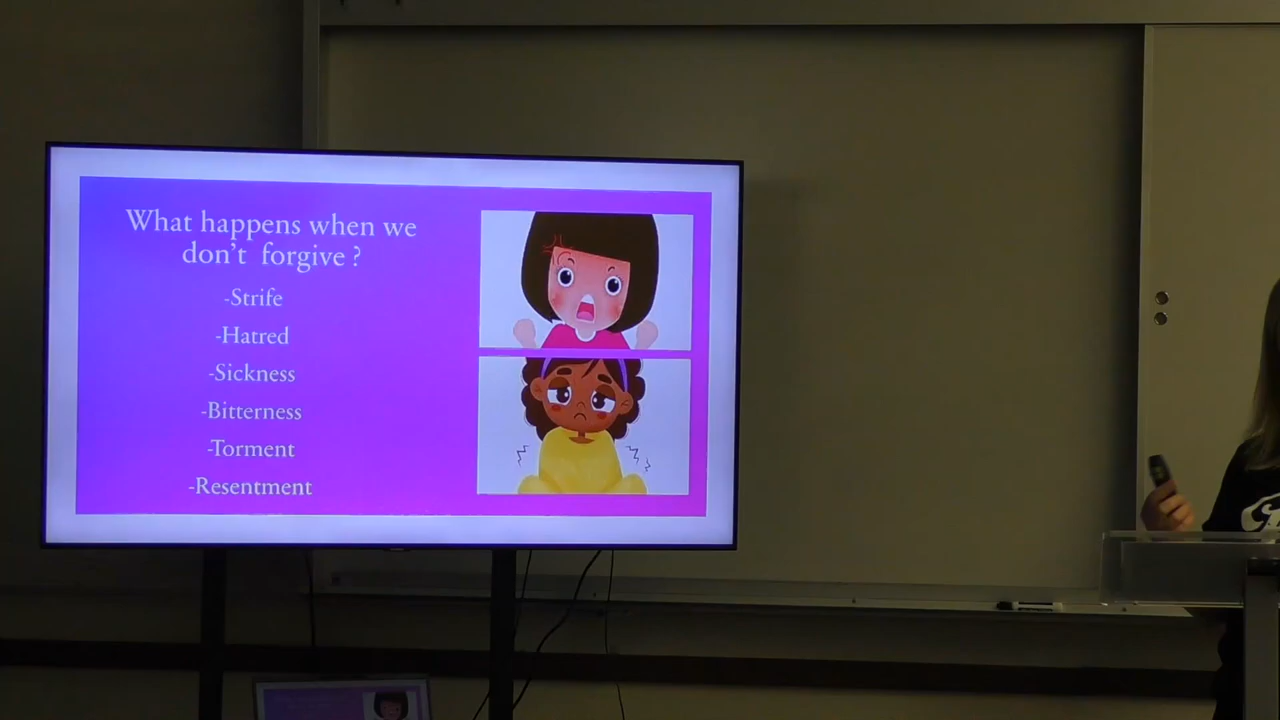 What happens when we
don't forgive ?
-Strife
-Hatred
-Sickness
-Bitterness
-Torment
-Resentment